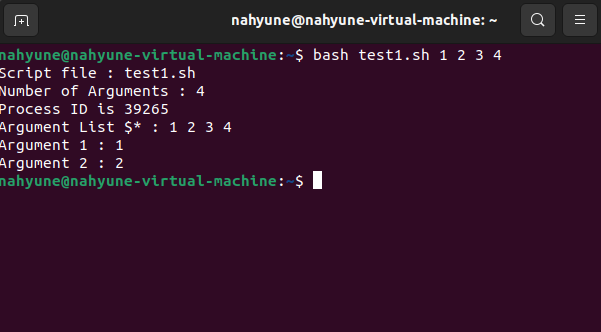 nahyune@nahyune-virtual-machine: ~
nahyune@nahyune-virtual-machine:~$ bash test1.sh 1 2 3 4
Script file : test1.sh
Number of Arguments : 4
Process ID is 39265
Argument List $* : 1 2 3 4
Argument 1 : 1
Argument 2 : 2
nahyune@nahyune-virtual-machine:~$